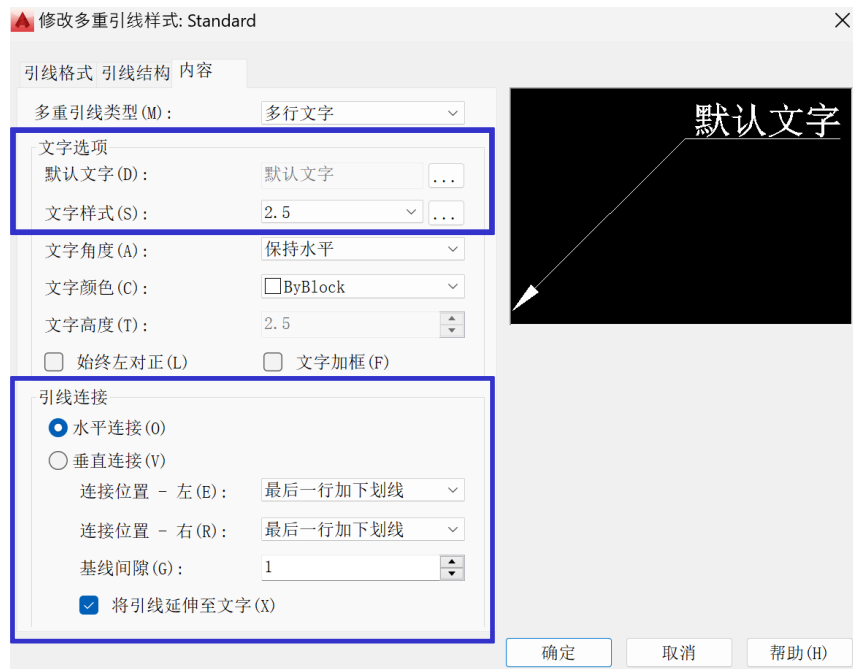 修改多重引线样式: Standard
引线格式 引线结构 内容
多重引线类型(M): 多行文字
文字选项
默认文字(D): 默认文字 ...
文字样式(S): 2.5 ...
文字角度(A): 保持水平
文字颜色(C): ByBlock
文字高度(T): 2.5
始终左对正(L) 文字加框(F)
引线连接
水平连接(O)
垂直连接(V)
连接位置 - 左(E): 最后一行加下划线
连接位置 - 右(R): 最后一行加下划线
基线间隙(G): 1
将引线延伸至文字(X)
默认文字
确定 取消 帮助(H)